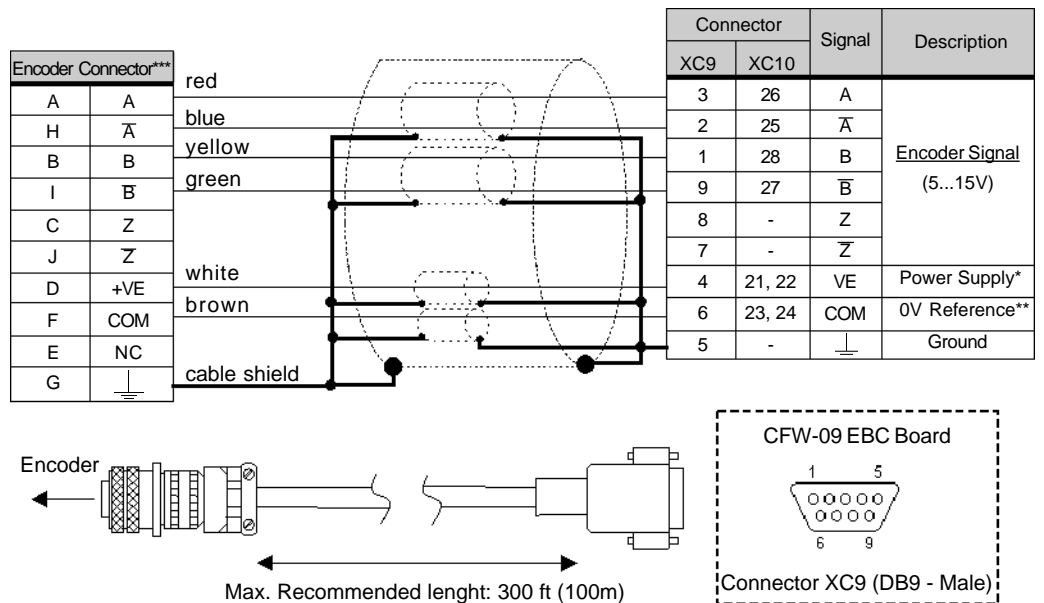 Connector Signal Description
XC9 XC10
Encoder Connector***
A A red 3 26 A
H A̅ blue 2 25 A̅
B B yellow 1 28 B Encoder Signal
I B̅ green 9 27 B̅ (5...15V)
C Z 8 - Z
J Z̅ 7 - Z̅
D +VE white 4 21, 22 VE Power Supply*
F COM brown 6 23, 24 COM 0V Reference**
E NC 5 - Ground
G cable shield
CFW-09 EBC Board
Encoder
1 5
6 9
Connector XC9 (DB9 - Male)
Max. Recommended lenght: 300 ft (100m)